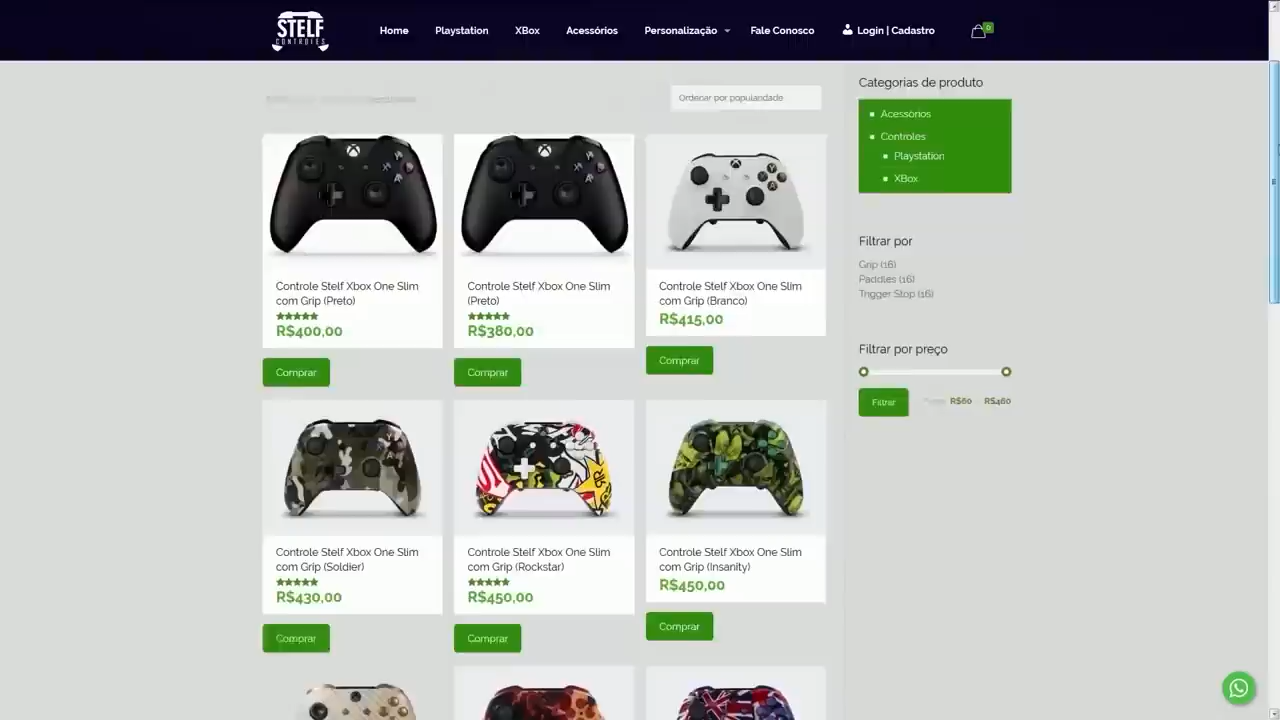 STELF
CONTROLES
Home
Playstation
XBox
Acessórios
Personalização
Fale Conosco
Login | Cadastro
0
Ordenar por popularidade
Categorias de produto
Acessórios
Controles
Playstation
XBox
Filtrar por
Grip (16)
Paddles (16)
Trigger Stop (16)
Filtrar por preço
Filtrar
R$60
R$460
Controle Stelf Xbox One Slim
com Grip (Preto)
R$400,00
Comprar
Controle Stelf Xbox One Slim
(Preto)
R$380,00
Comprar
Controle Stelf Xbox One Slim
com Grip (Branco)
R$415,00
Comprar
Controle Stelf Xbox One Slim
com Grip (Soldier)
R$430,00
Comprar
Controle Stelf Xbox One Slim
com Grip (Rockstar)
R$450,00
Comprar
Controle Stelf Xbox One Slim
com Grip (Insanity)
R$450,00
Comprar